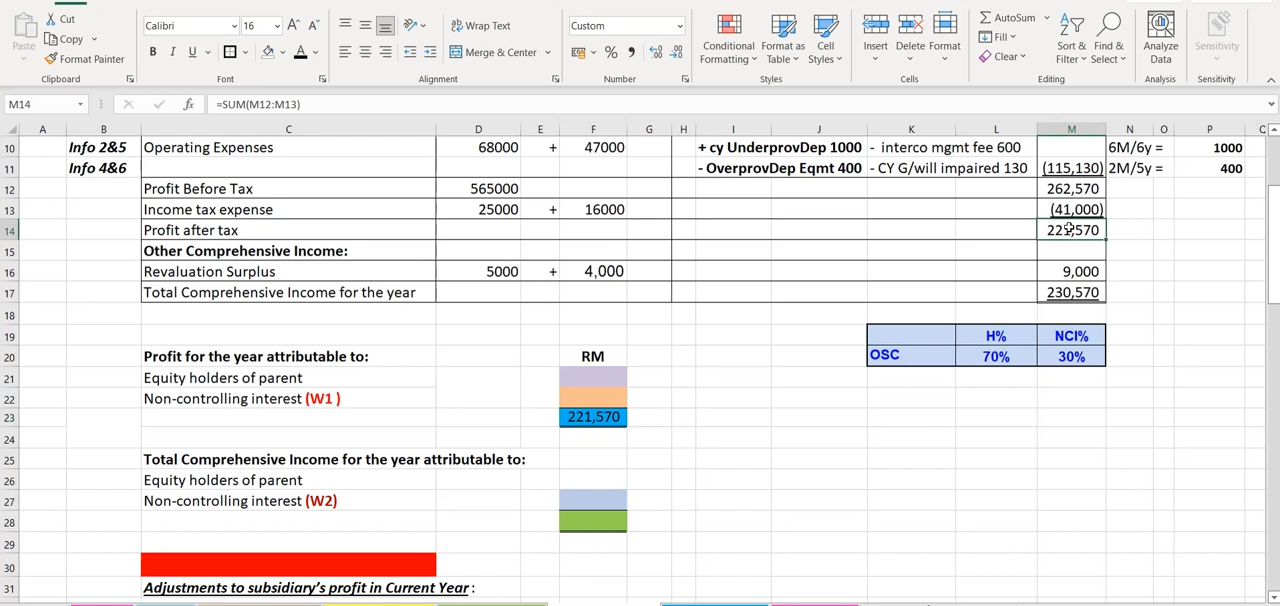 Cut
Copy
Format Painter
Paste
Clipboard
Calibri 16
B I U
Font
Wrap Text
Merge & Center
Alignment
Custom
%
Number
Conditional Formatting
Format as Table
Cell Styles
Styles
Insert Delete Format
Cells
AutoSum
Fill
Clear
Sort & Filter
Find & Select
Editing
Analyze Data
Analysis
Sensitivity
Sensitivity
M14 fx =SUM(M12:M13)
A B C D E F G H I J K L M N O P C
10 Info 2&5 Operating Expenses 68000 + 47000 + cy UnderprovDep 1000 - interco mgmt fee 600 6M/6y = 1000
11 Info 4&6 - OverprovDep Eqmt 400 - CY G/will impaired 130 (115,130) 2M/5y = 400
12 Profit Before Tax 565000 262,570
13 Income tax expense 25000 + 16000 (41,000)
14 Profit after tax 221,570
15 Other Comprehensive Income:
16 Revaluation Surplus 5000 + 4,000 9,000
17 Total Comprehensive Income for the year 230,570
18
19 H% NCI%
20 Profit for the year attributable to: RM OSC 70% 30%
21 Equity holders of parent
22 Non-controlling interest (W1 )
23 221,570
24
25 Total Comprehensive Income for the year attributable to:
26 Equity holders of parent
27 Non-controlling interest (W2)
28
29
30
31 Adjustments to subsidiary's profit in Current Year :